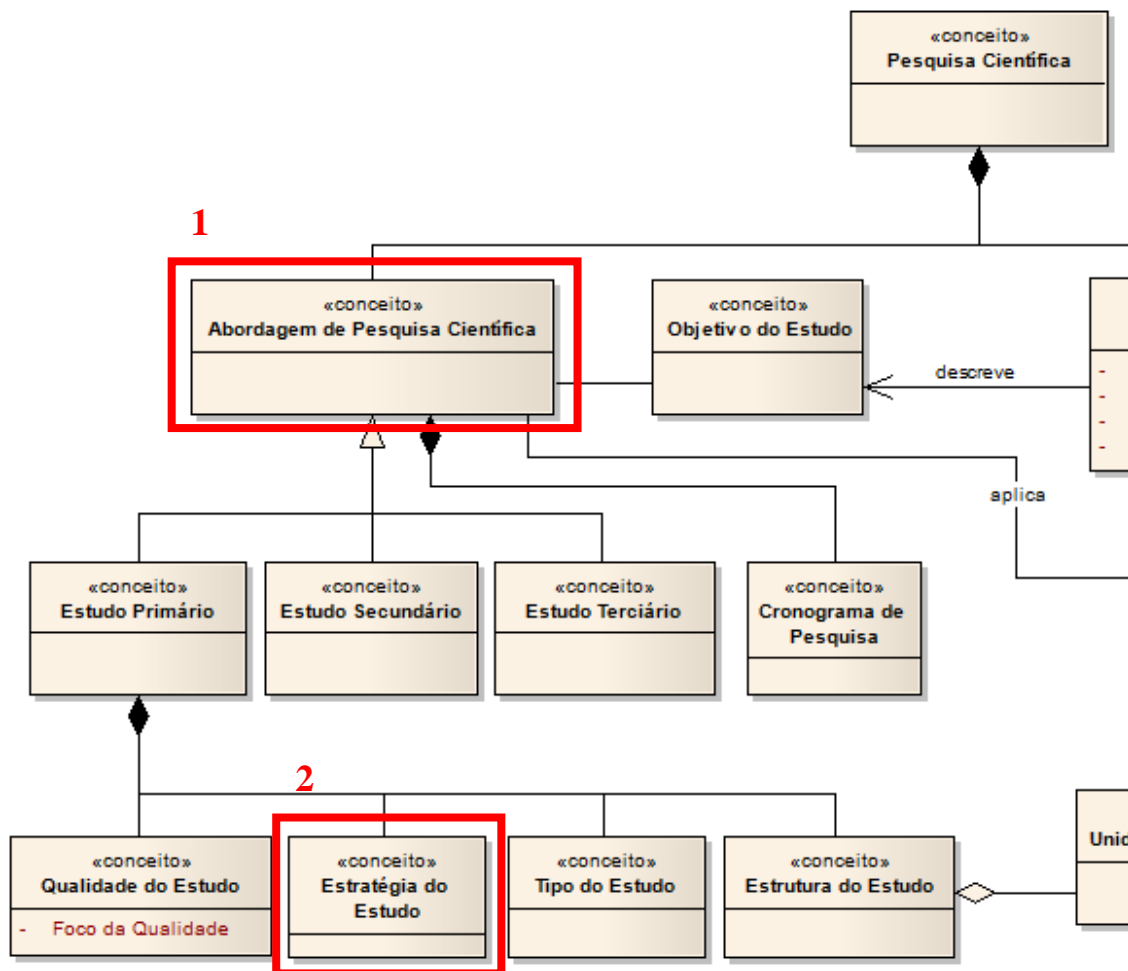 «conceito»
Pesquisa Científica
1
«conceito»
Abordagem de Pesquisa Científica
«conceito»
Objetivo do Estudo
descreve
-
-
-
-
aplica
«conceito»
Estudo Primário
«conceito»
Estudo Secundário
«conceito»
Estudo Terciário
«conceito»
Cronograma de
Pesquisa
2
«conceito»
Qualidade do Estudo
- Foco da Qualidade
«conceito»
Estratégia do
Estudo
«conceito»
Tipo do Estudo
«conceito»
Estrutura do Estudo